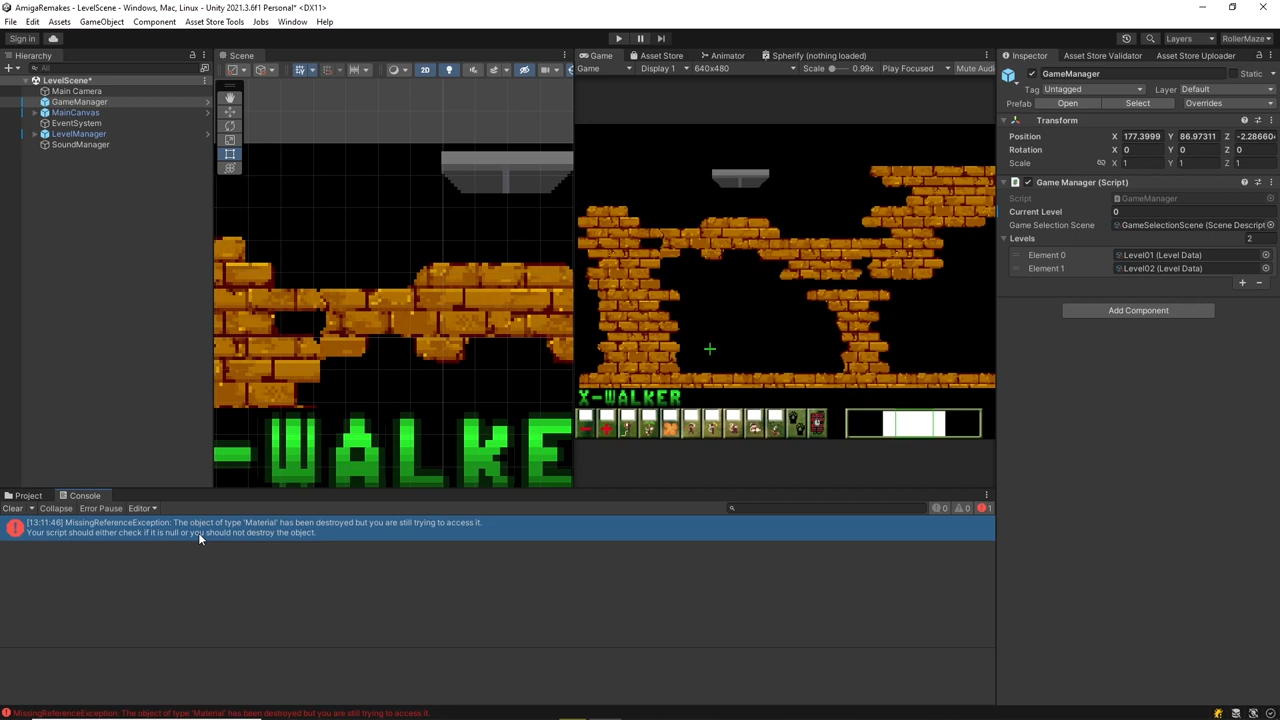 AmigaRemakes - LevelScene - Windows, Mac, Linux - Unity 2021.3.6f1 Personal* <DX11>
File Edit Assets GameObject Component Asset Store Tools Jobs Window Help
Sign in
Layers RollerMaze
Hierarchy
All
LevelScene*
Main Camera
GameManager
MainCanvas
EventSystem
LevelManager
SoundManager
Scene
2D
-WALKE
Game Asset Store Animator Spherify (nothing loaded)
Game Display 1 640x480 Scale 0.99x Play Focused Mute Audi
X-WALKER
Inspector Asset Store Validator Asset Store Uploader
GameManager Static
Tag Untagged Layer Default
Prefab Open Select Overrides
Transform
Position X 177.3999 Y 86.97311 Z -2.28660
Rotation X 0 Y 0 Z 0
Scale X 1 Y 1 Z 1
Game Manager (Script)
Script GameManager
Current Level 0
Game Selection Scene GameSelectionScene (Scene Descript
Levels 2
Element 0 Level01 (Level Data)
Element 1 Level02 (Level Data)
Add Component
Project Console
Clear Collapse Error Pause Editor 0 0 1
[13:11:46] MissingReferenceException: The object of type 'Material' has been destroyed but you are still trying to access it.
Your script should either check if it is null or you should not destroy the object.
MissingReferenceException: The object of type 'Material' has been destroyed but you are still trying to access it.